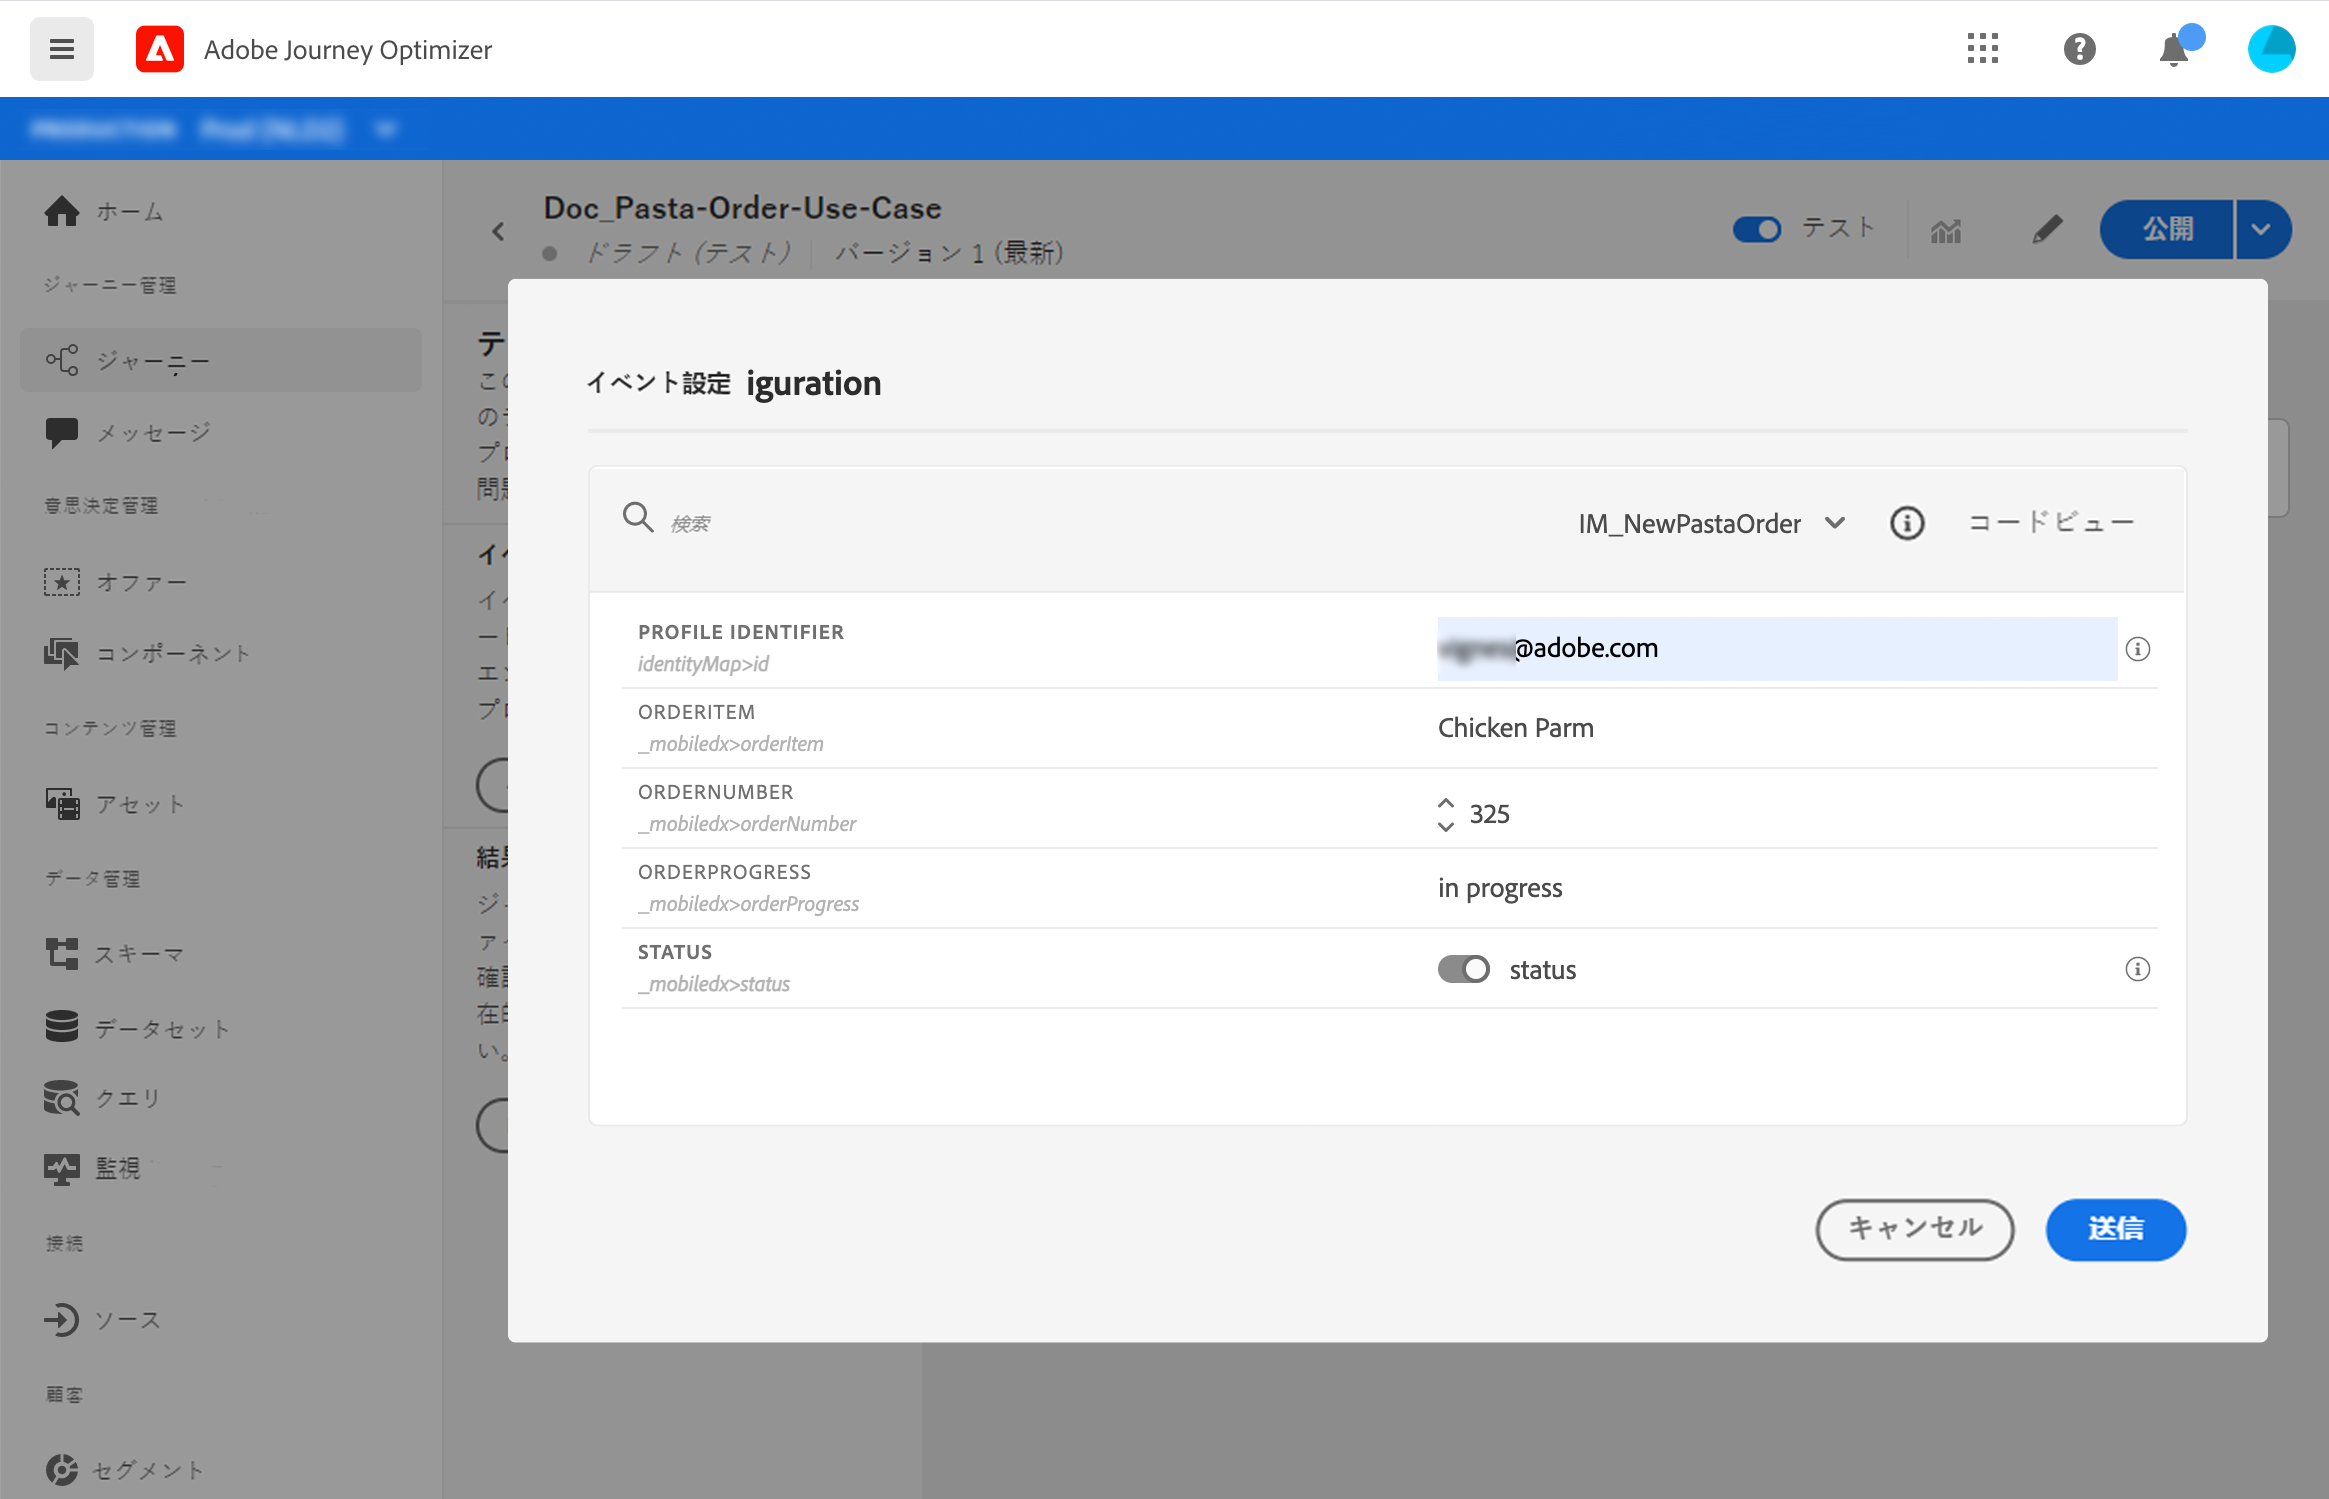 Adobe Journey Optimizer
ホーム
ジャーニー管理
ジャーニー
メッセージ
意思決定管理
オファー
コンポーネント
コンテンツ管理
アセット
データ管理
スキーマ
データセット
クエリ
監視
接続
ソース
顧客
セグメント
Doc_Pasta-Order-Use-Case
ドラフト (テスト)
バージョン 1 (最新)
テスト
公開
イベント設定 iguration
検索
IM_NewPastaOrder
コードビュー
PROFILE IDENTIFIER
identityMap>id
@adobe.com
ORDERITEM
_mobiledx>orderItem
Chicken Parm
ORDERNUMBER
_mobiledx>orderNumber
325
ORDERPROGRESS
_mobiledx>orderProgress
in progress
STATUS
_mobiledx>status
status
キャンセル
送信